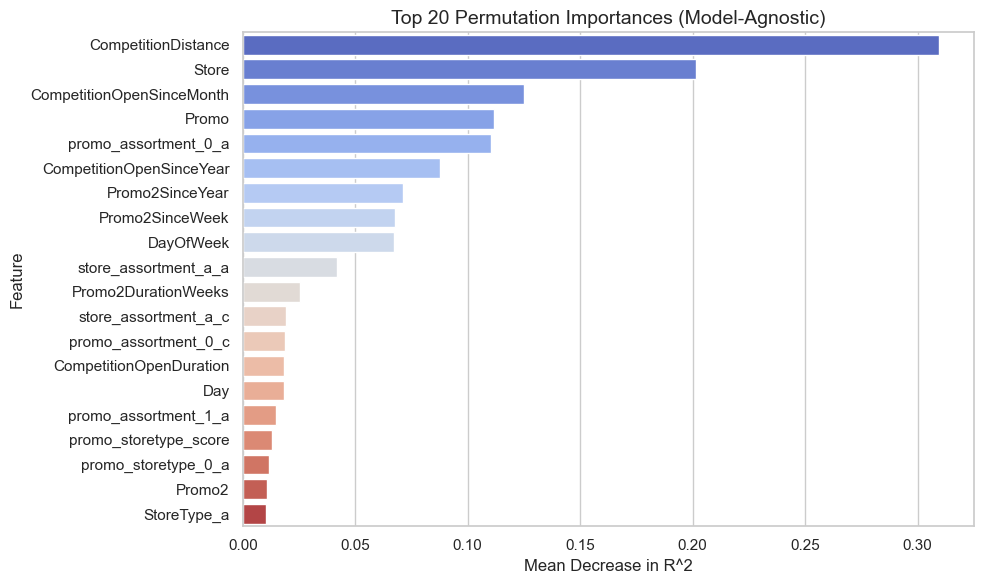 Top 20 Permutation Importances (Model-Agnostic)
CompetitionDistance
Store
CompetitionOpenSinceMonth
Promo
promo_assortment_0_a
CompetitionOpenSinceYear
Promo2SinceYear
Promo2SinceWeek
DayOfWeek
store_assortment_a_a
Promo2DurationWeeks
store_assortment_a_c
promo_assortment_0_c
CompetitionOpenDuration
Day
promo_assortment_1_a
promo_storetype_score
promo_storetype_0_a
Promo2
StoreType_a
Feature
0.00 0.05 0.10 0.15 0.20 0.25 0.30
Mean Decrease in R^2